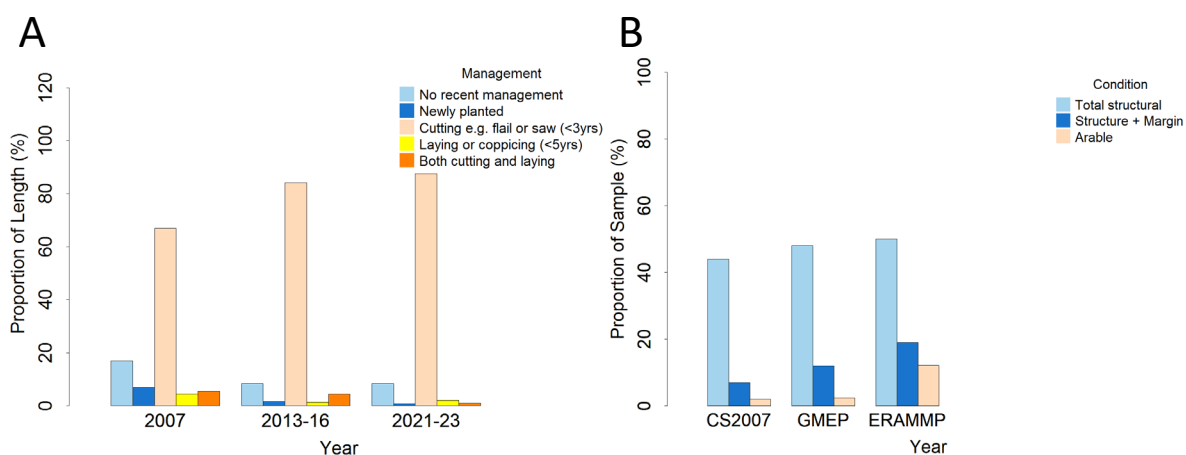 A
Management
No recent management
Newly planted
Cutting e.g. flail or saw (<3yrs)
Laying or coppicing (<5yrs)
Both cutting and laying
Proportion of Length (%)
120
100
80
60
40
20
0
2007 2013-16 2021-23
Year
B
Condition
Total structural
Structure + Margin
Arable
Proportion of Sample (%)
100
80
60
40
20
0
CS2007 GMEP ERAMMP
Year